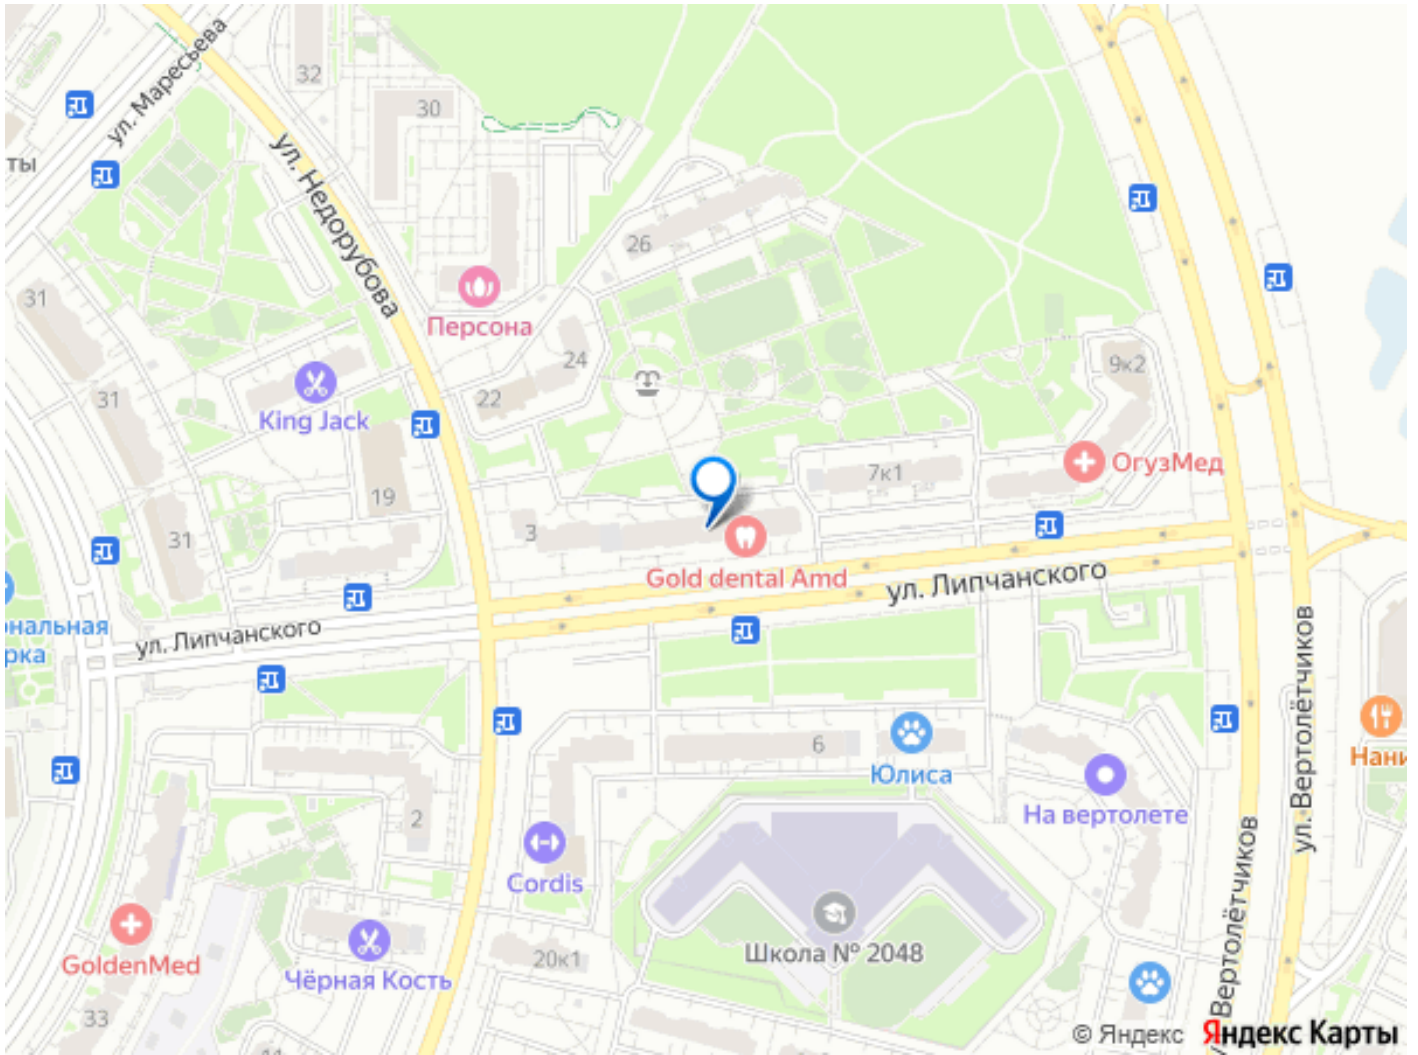 ул. Маресьева
32
30
ты
ул. Недорубова
26
31
Персона
24
9к2
22
31
King Jack
7к1
ОгузМед
19
3
31
Gold dental Amd
ул. Липчанского
ул. Липчанского
ональная
рка
ул. Вертолётчиков
6
Юлиса
Нани
На вертолете
2
Cordis
Вертолётчиков
Школа № 2048
20к1
GoldenMed
Чёрная Кость
33
© Яндекс Яндекс Карты